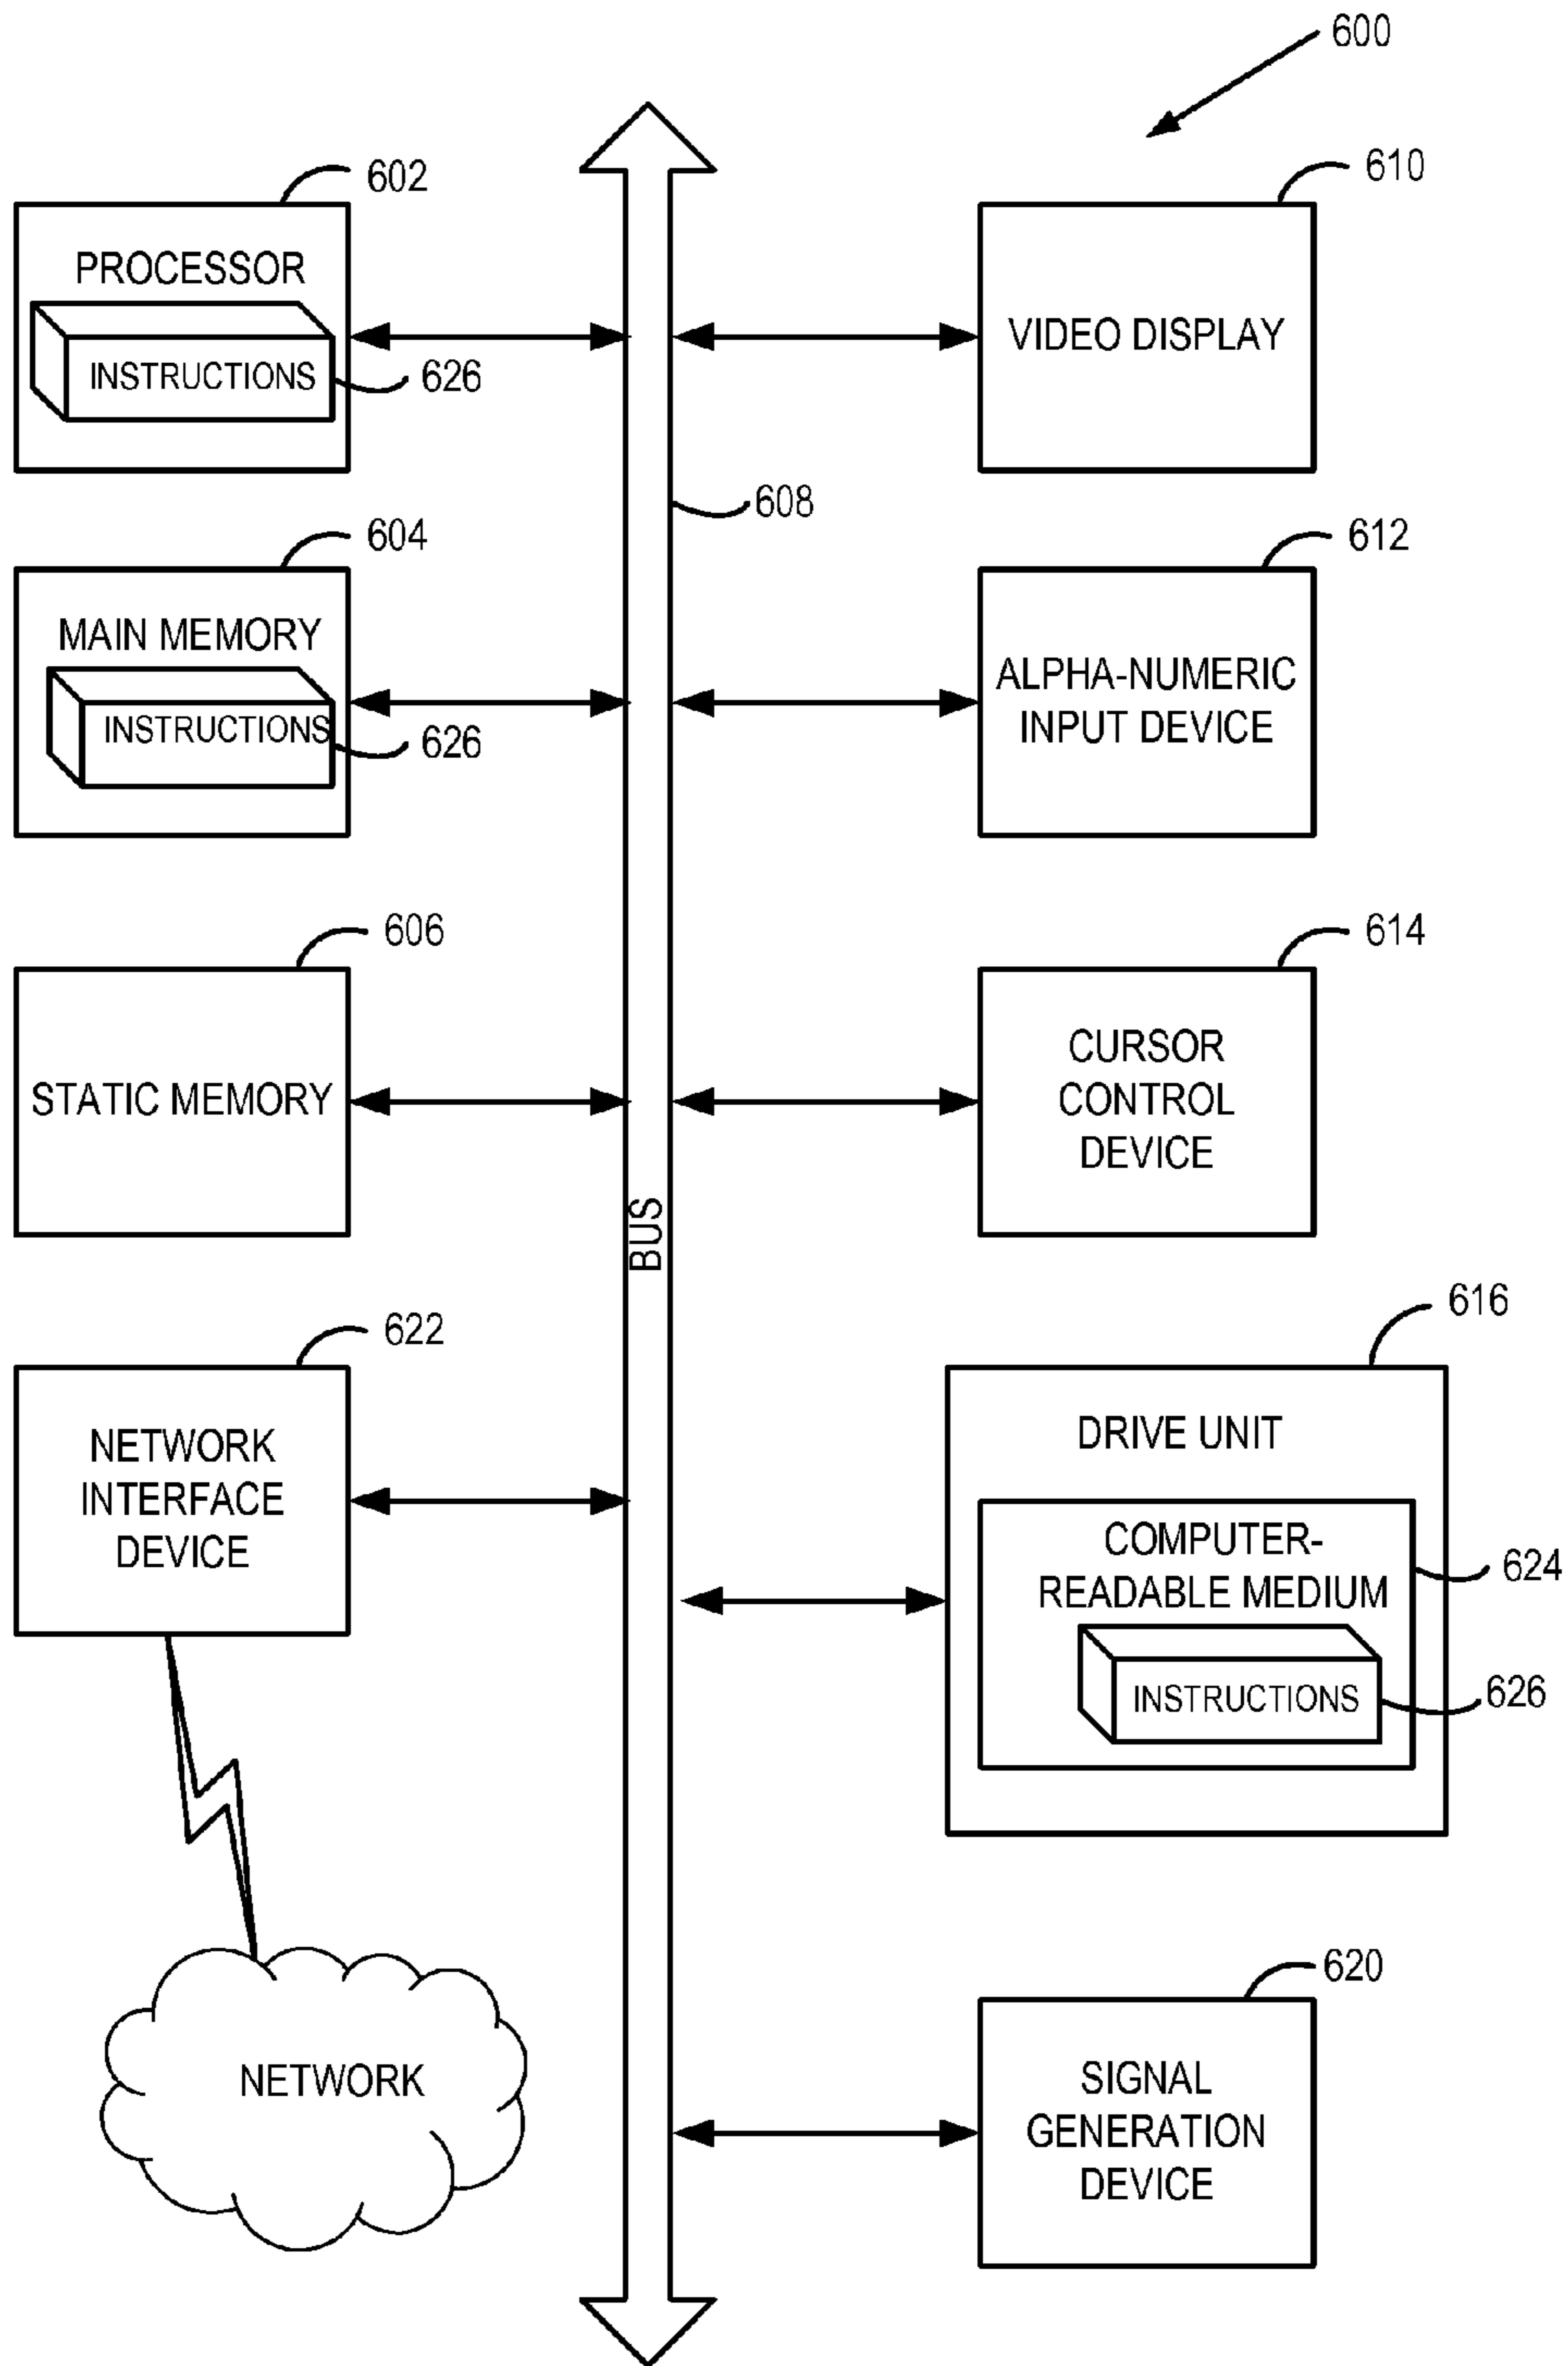 600
602
PROCESSOR
INSTRUCTIONS
626
610
VIDEO DISPLAY
608
604
MAIN MEMORY
INSTRUCTIONS
626
612
ALPHA-NUMERIC
INPUT DEVICE
606
STATIC MEMORY
614
CURSOR
CONTROL
DEVICE
BUS
622
NETWORK
INTERFACE
DEVICE
616
DRIVE UNIT
COMPUTER-
READABLE MEDIUM
624
INSTRUCTIONS
626
NETWORK
620
SIGNAL
GENERATION
DEVICE